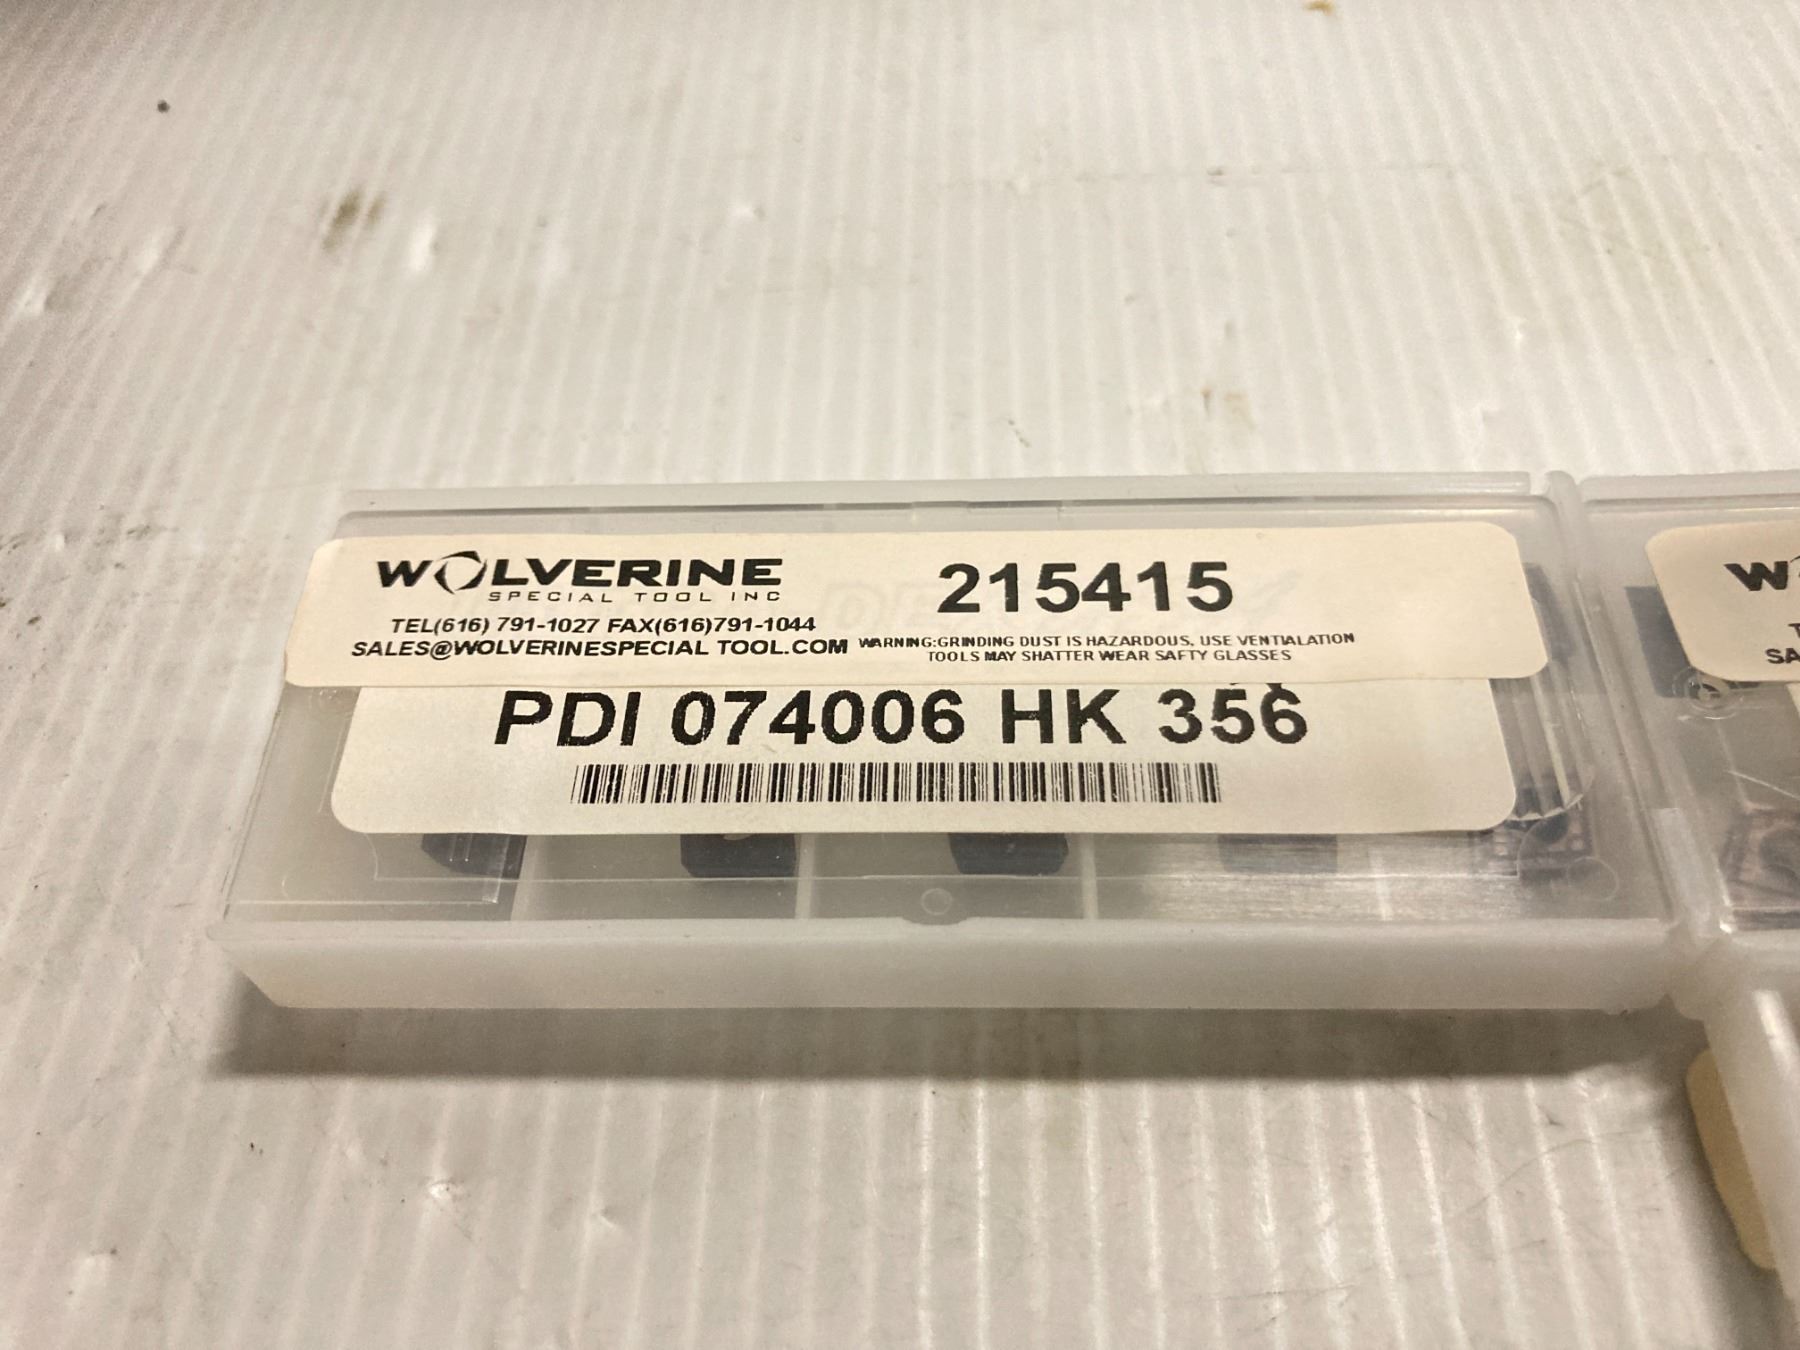 WOLVERINE
SPECIAL TOOL INC
215415
TEL(616) 791-1027 FAX(616)791-1044
SALES@WOLVERINESPECIAL TOOL.COM
WARNING:GRINDING DUST IS HAZARDOUS, USE VENTIALATION
TOOLS MAY SHATTER WEAR SAFTY GLASSES
PDI 074006 HK 356
W
T
SA